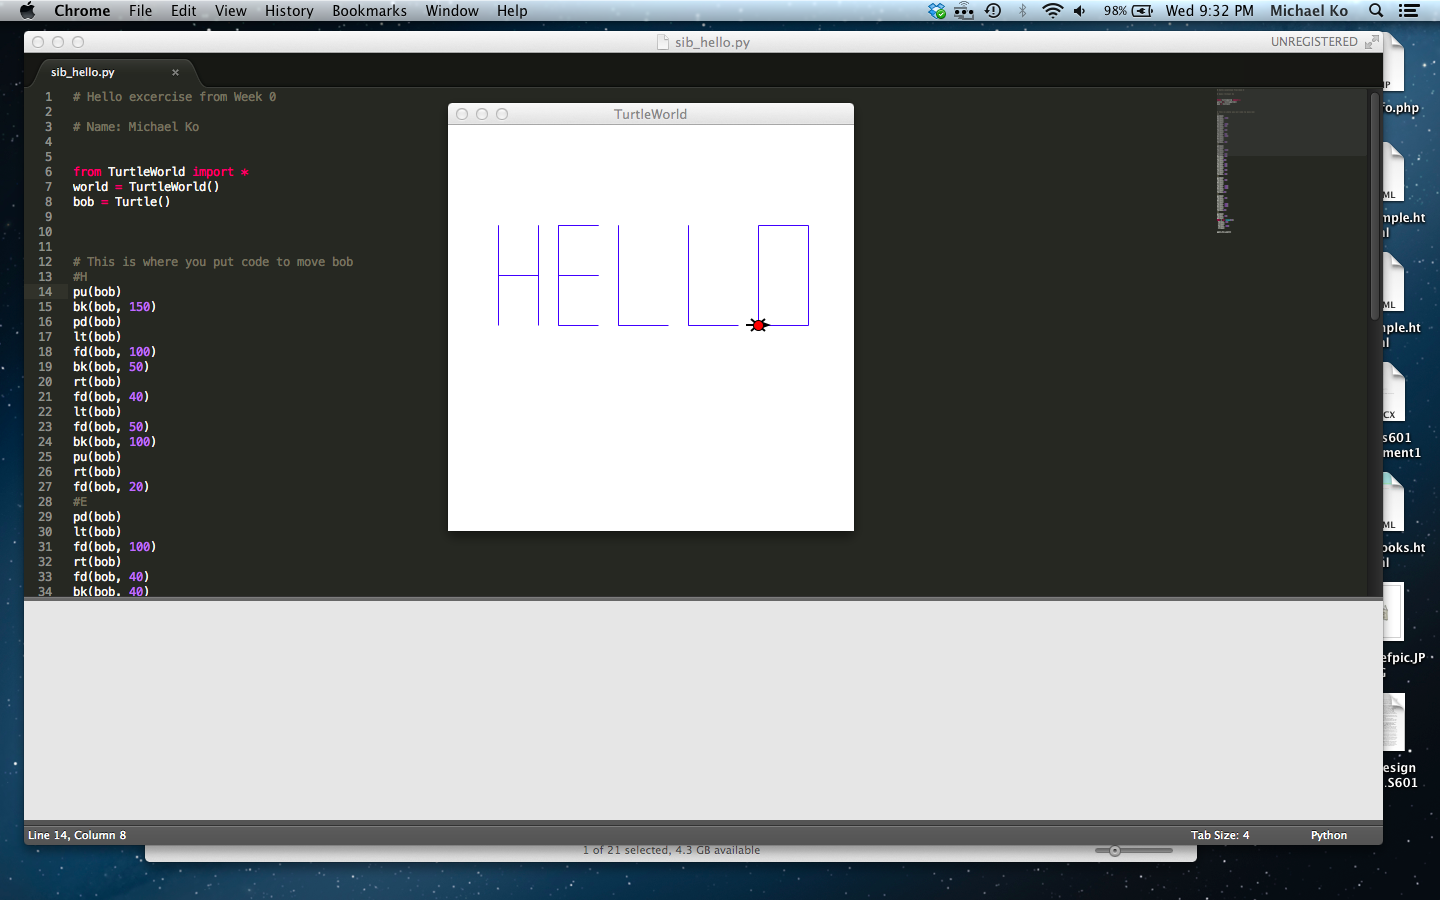 Chrome File Edit View History Bookmarks Window Help 98% Wed 9:32 PM Michael Ko
sib_hello.py UNREGISTERED
sib_hello.py ×
1 # Hello excercise from Week 0
2
3 # Name: Michael Ko
4
5
6 from TurtleWorld import *
7 world = TurtleWorld()
8 bob = Turtle()
9
10
11
12 # This is where you put code to move bob
13 #H
14 pu(bob)
15 bk(bob, 150)
16 pd(bob)
17 lt(bob)
18 fd(bob, 100)
19 bk(bob, 50)
20 rt(bob)
21 fd(bob, 40)
22 lt(bob)
23 fd(bob, 50)
24 bk(bob, 100)
25 pu(bob)
26 rt(bob)
27 fd(bob, 20)
28 #E
29 pd(bob)
30 lt(bob)
31 fd(bob, 100)
32 rt(bob)
33 fd(bob, 40)
34 bk(bob, 40)
TurtleWorld
HELLO
fo.php
mple.ht
ml
nple.ht
ml
CX
s601
ment1
ML
ooks.ht
ml
efpic.JP
G
esign
.S601
Line 14, Column 8 Tab Size: 4 Python
1 of 21 selected, 4.3 GB available